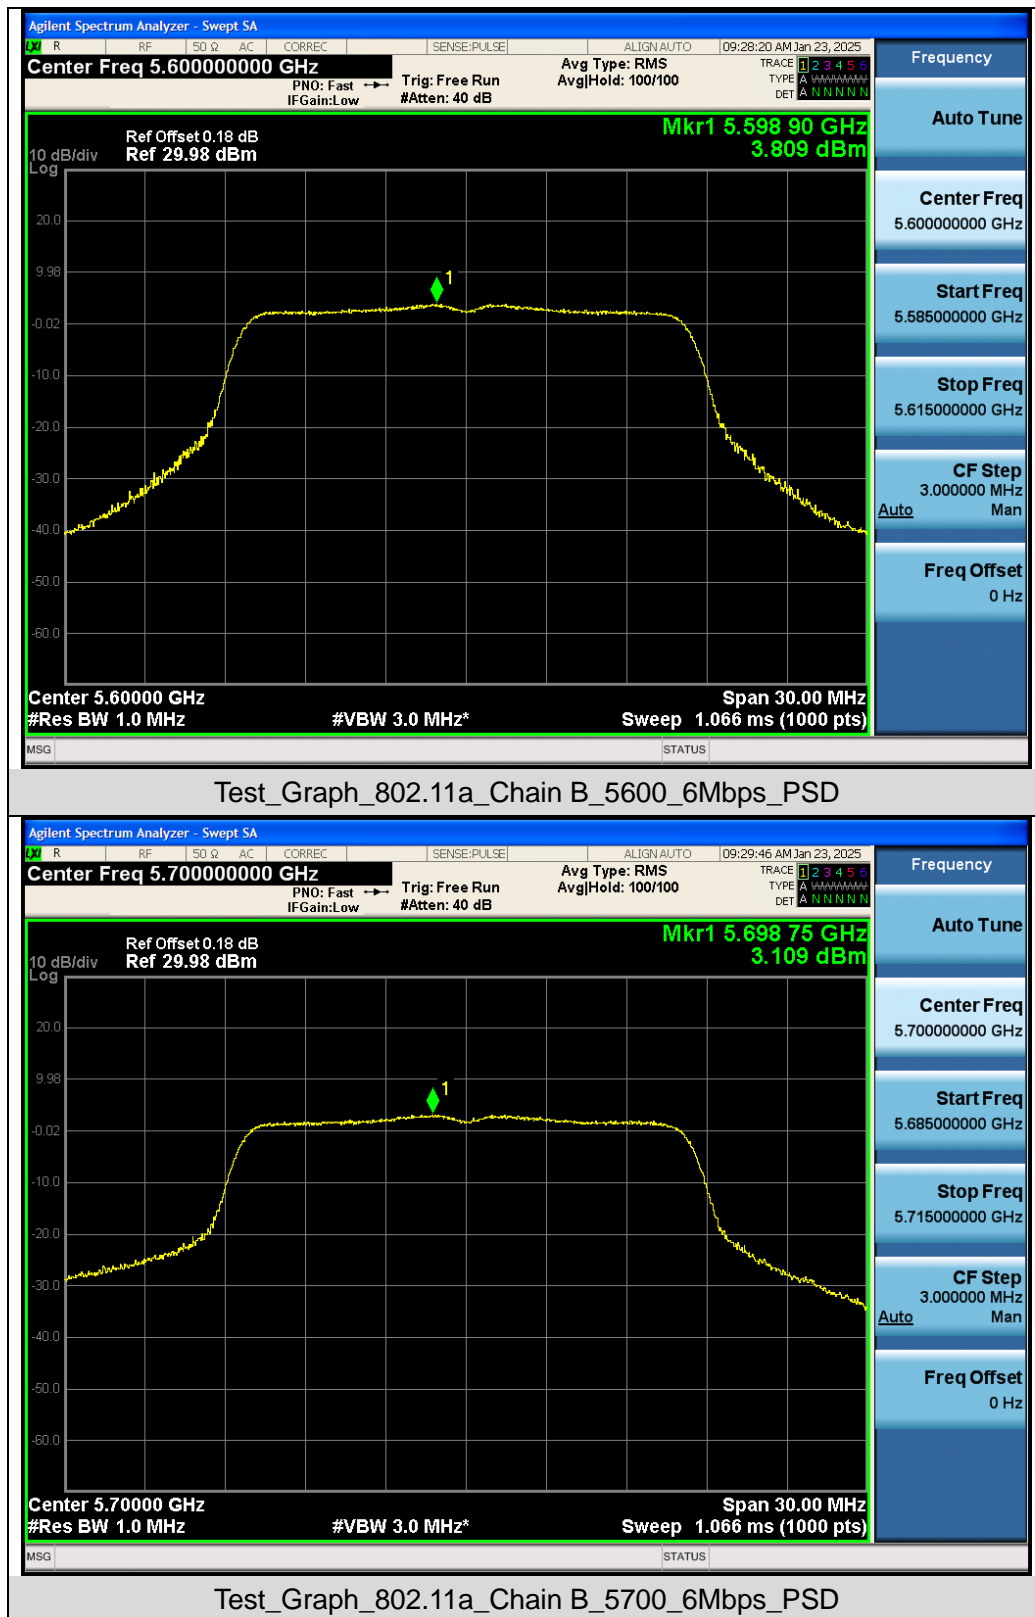 Agilent Spectrum Analyzer - Swept SA
LXI R RF 50 Ω AC CORREC SENSE:PULSE ALIGN AUTO 09:28:20 AM Jan 23, 2025
Center Freq 5.600000000 GHz
PNO: Fast
IFGain:Low
Trig: Free Run
#Atten: 40 dB
Avg Type: RMS
Avg|Hold: 100/100
TRACE 1 2 3 4 5 6
TYPE A WWWWW
DET A N N N N N
Ref Offset 0.18 dB
Ref 29.98 dBm
10 dB/div
Log
Mkr1 5.598 90 GHz
3.809 dBm
1
20.0
9.98
-0.02
-10.0
-20.0
-30.0
-40.0
-50.0
-60.0
Center 5.60000 GHz
Span 30.00 MHz
#Res BW 1.0 MHz
#VBW 3.0 MHz*
Sweep 1.066 ms (1000 pts)
MSG
STATUS
Frequency
Auto Tune
Center Freq
5.600000000 GHz
Start Freq
5.585000000 GHz
Stop Freq
5.615000000 GHz
CF Step
3.000000 MHz
Auto Man
Freq Offset
0 Hz
Test_Graph_802.11a_Chain B_5600_6Mbps_PSD
Agilent Spectrum Analyzer - Swept SA
LXI R RF 50 Ω AC CORREC SENSE:PULSE ALIGN AUTO 09:29:46 AM Jan 23, 2025
Center Freq 5.700000000 GHz
PNO: Fast
IFGain:Low
Trig: Free Run
#Atten: 40 dB
Avg Type: RMS
Avg|Hold: 100/100
TRACE 1 2 3 4 5 6
TYPE A WWWWW
DET A N N N N N
Ref Offset 0.18 dB
Ref 29.98 dBm
10 dB/div
Log
Mkr1 5.698 75 GHz
3.109 dBm
1
20.0
9.98
-0.02
-10.0
-20.0
-30.0
-40.0
-50.0
-60.0
Center 5.70000 GHz
Span 30.00 MHz
#Res BW 1.0 MHz
#VBW 3.0 MHz*
Sweep 1.066 ms (1000 pts)
MSG
STATUS
Frequency
Auto Tune
Center Freq
5.700000000 GHz
Start Freq
5.685000000 GHz
Stop Freq
5.715000000 GHz
CF Step
3.000000 MHz
Auto Man
Freq Offset
0 Hz
Test_Graph_802.11a_Chain B_5700_6Mbps_PSD